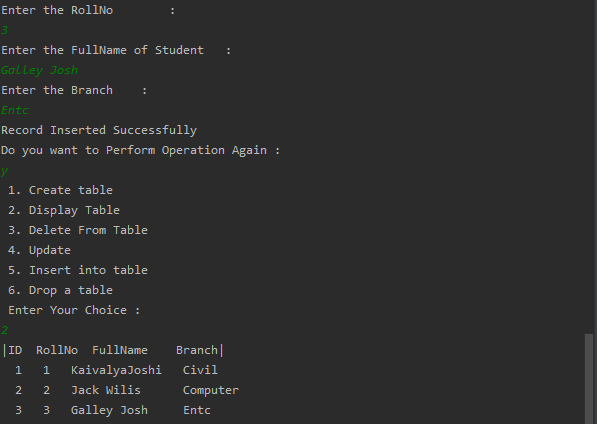 Enter the RollNo        :
3
Enter the FullName of Student   :
Galley Josh
Enter the Branch    :
Entc
Record Inserted Successfully
Do you want to Perform Operation Again :
y
 1. Create table
 2. Display Table
 3. Delete From Table
 4. Update
 5. Insert into table
 6. Drop a table
 Enter Your Choice :
2
|ID  RollNo  FullName    Branch|
  1   1   KaivalyaJoshi   Civil
  2   2   Jack Wilis      Computer
  3   3   Galley Josh     Entc